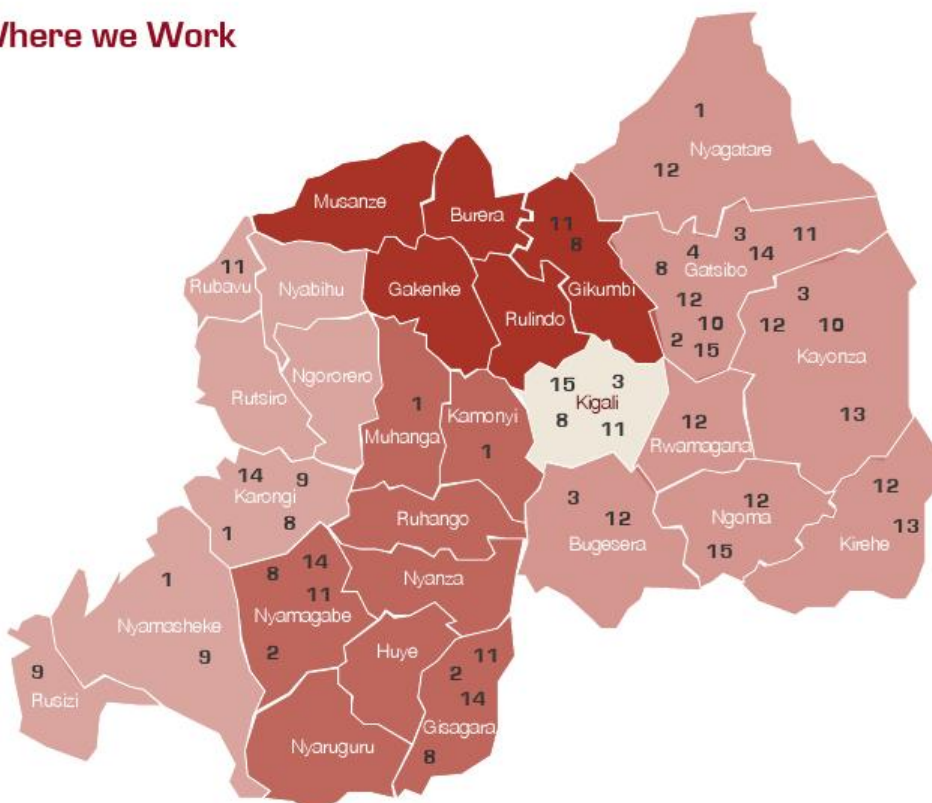 Where we Work
1
Nyagatare
12
Musanze
Burera
11
8
Gikumbi
3
11
4
14
8
Gatsibo
12
10
2
15
11
Rubavu
Nyabihu
Gakenke
Rulindo
3
12
10
Kayonza
13
Rutsiro
Ngororero
1
Muhanga
Kamonyi
1
15
3
Kigali
8
11
12
Rwamagana
14
9
Karongi
8
1
Ruhango
3
12
Bugesera
12
Ngoma
15
12
13
Kirehe
1
Nyamasheke
9
8
14
11
Nyamagabe
2
Nyanza
Huye
11
2
14
Gisagara
8
9
Rusizi
Nyaruguru